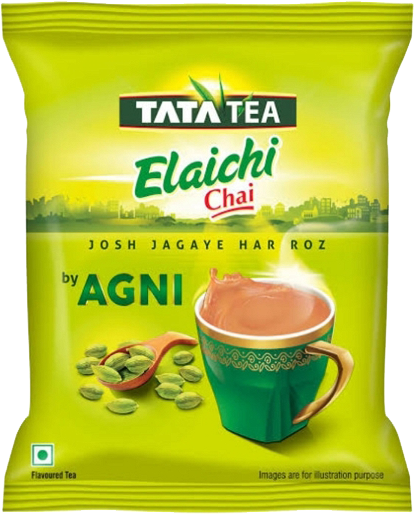 TATA TEA
Elaichi
Chai
JOSH JAGAYE HAR ROZ
by AGNI
Flavoured Tea
Images are for illustration purpose